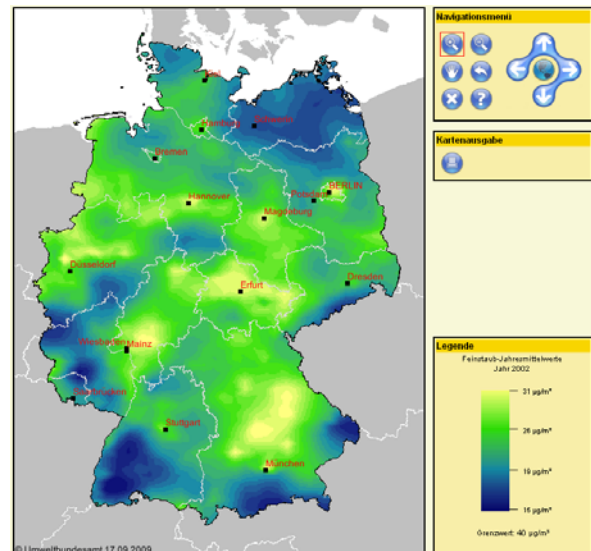 Navigationsmenü
Kiel
Hamburg
Schwerin
Bremen
BERLIN
Potsdam
Hannover
Magdeburg
Kartenausgabe
Düsseldorf
Erfurt
Dresden
Wiesbaden
Mainz
Saarbrücken
Stuttgart
München
Legende
Feinstaub-Jahresmittelwerte
Jahr 2002
31 µg/m³
26 µg/m³
19 µg/m³
15 µg/m³
Grenzwert: 40 µg/m³
© Umweltbundesamt 17.09.2009